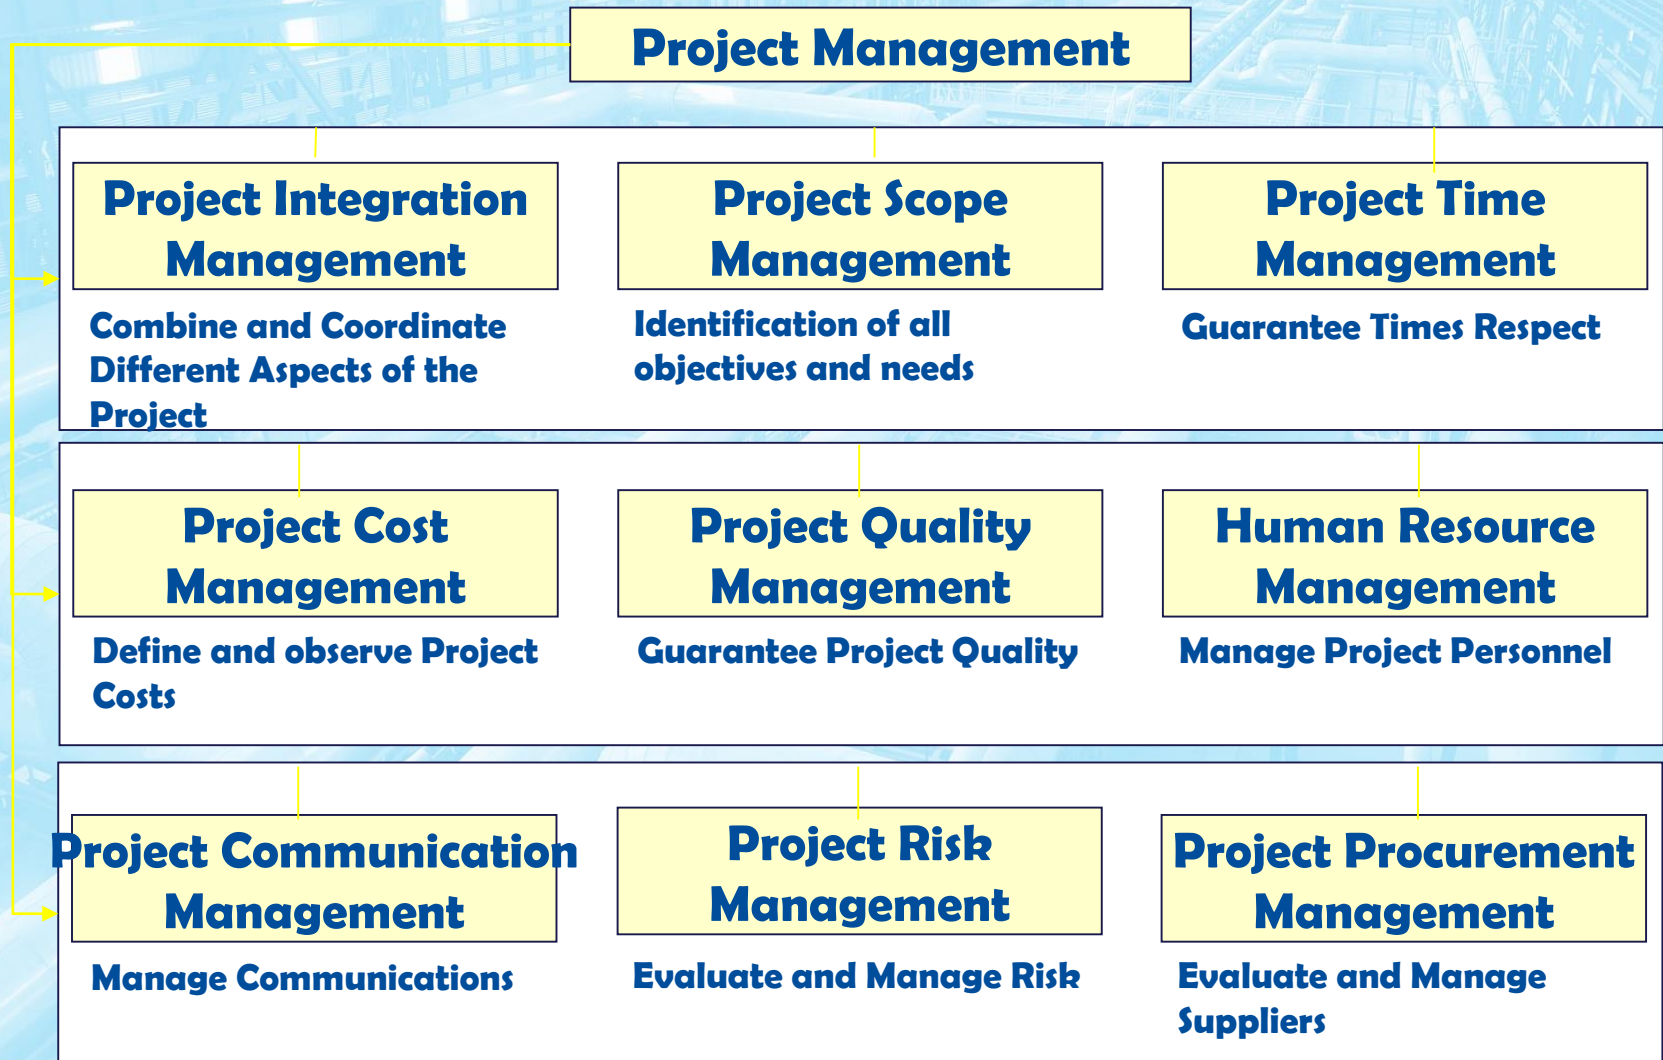 Project Management
Project Integration
Management
Project Scope
Management
Project Time
Management
Combine and Coordinate
Different Aspects of the
Project
Identification of all
objectives and needs
Guarantee Times Respect
Project Cost
Management
Project Quality
Management
Human Resource
Management
Define and observe Project
Costs
Guarantee Project Quality
Manage Project Personnel
Project Communication
Management
Project Risk
Management
Project Procurement
Management
Manage Communications
Evaluate and Manage Risk
Evaluate and Manage
Suppliers